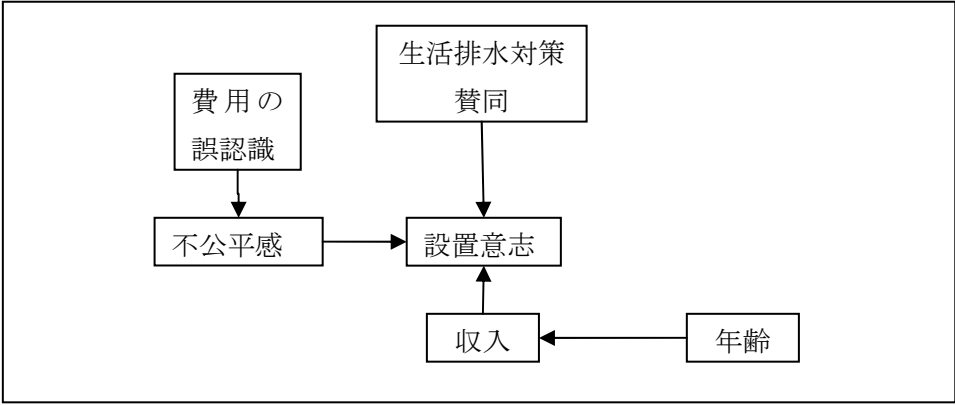 生活排水対策
賛同
費用の
誤認識
不公平感
設置意志
収入
年齢